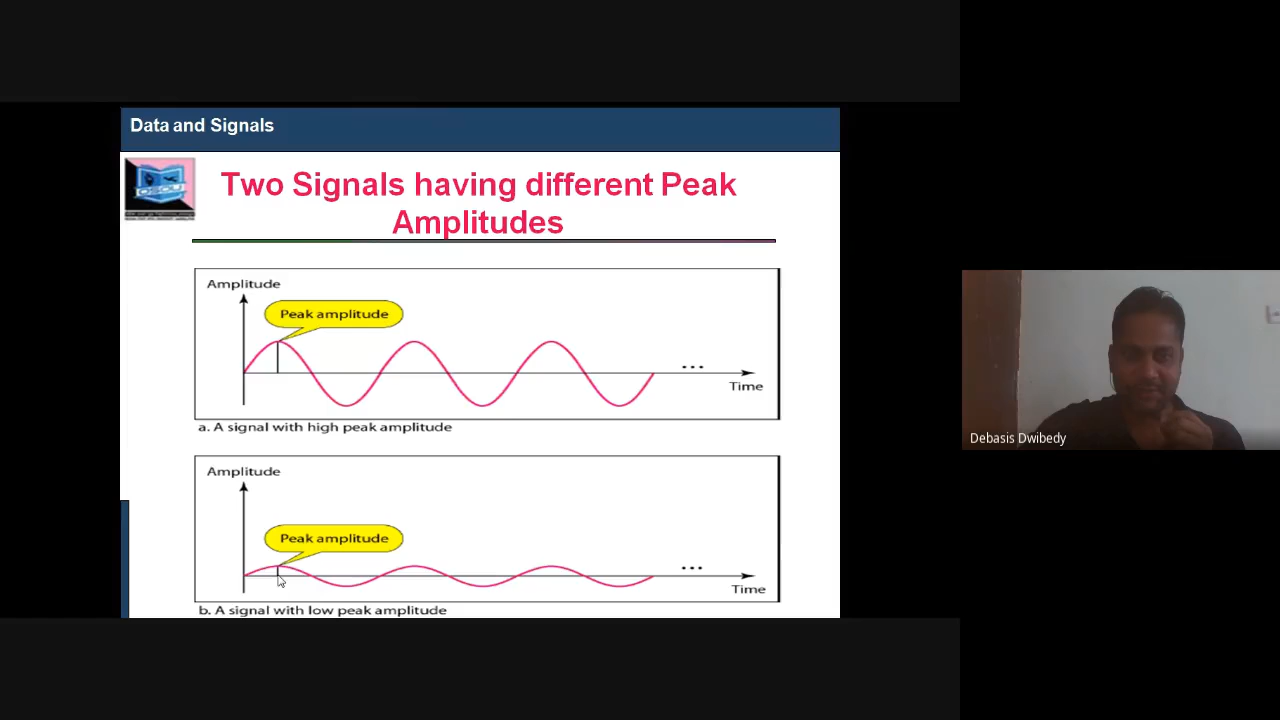 Data and Signals
Two Signals having different Peak
Amplitudes
Amplitude
Peak amplitude
...
Time
a. A signal with high peak amplitude
Amplitude
Peak amplitude
...
Time
b. A signal with low peak amplitude
Debasis Dwibedy